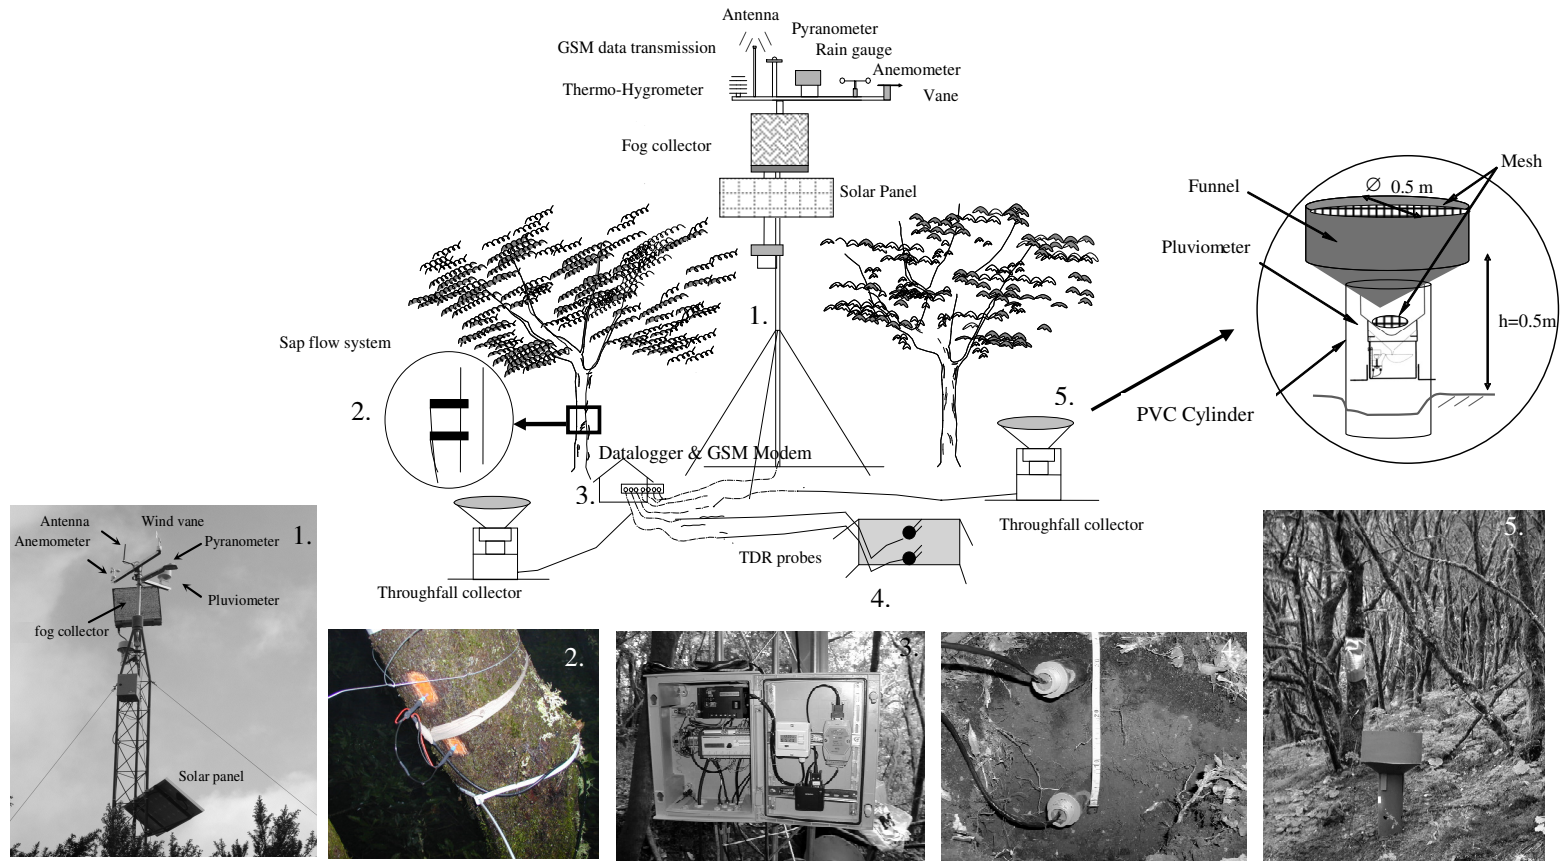 Antenna
Pyranometer
GSM data transmission
Rain gauge
Anemometer
Thermo-Hygrometer
Vane
Fog collector
Solar Panel
1.
Sap flow system
2.
Datalogger & GSM Modem
3.
5.
Throughfall collector
TDR probes
4.
Throughfall collector
Mesh
Funnel
Ø 0.5 m
Pluviometer
h=0.5m
PVC Cylinder
Antenna
Wind vane
1.
Anemometer
Pyranometer
Pluviometer
fog collector
Solar panel
2.
3.
4.
5.